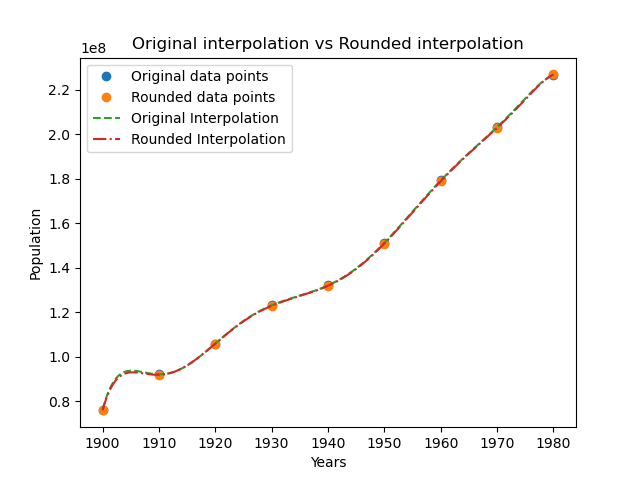 Original interpolation vs Rounded interpolation
1e8
Original data points
Rounded data points
Original Interpolation
Rounded Interpolation
2.2
2.0
1.8
1.6
1.4
1.2
1.0
0.8
Population
1900 1910 1920 1930 1940 1950 1960 1970 1980
Years